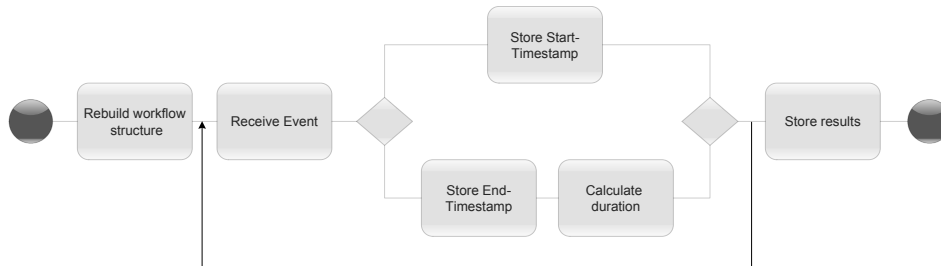 Rebuild workflow
structure
Receive Event
Store Start-
Timestamp
Store End-
Timestamp
Calculate
duration
Store results